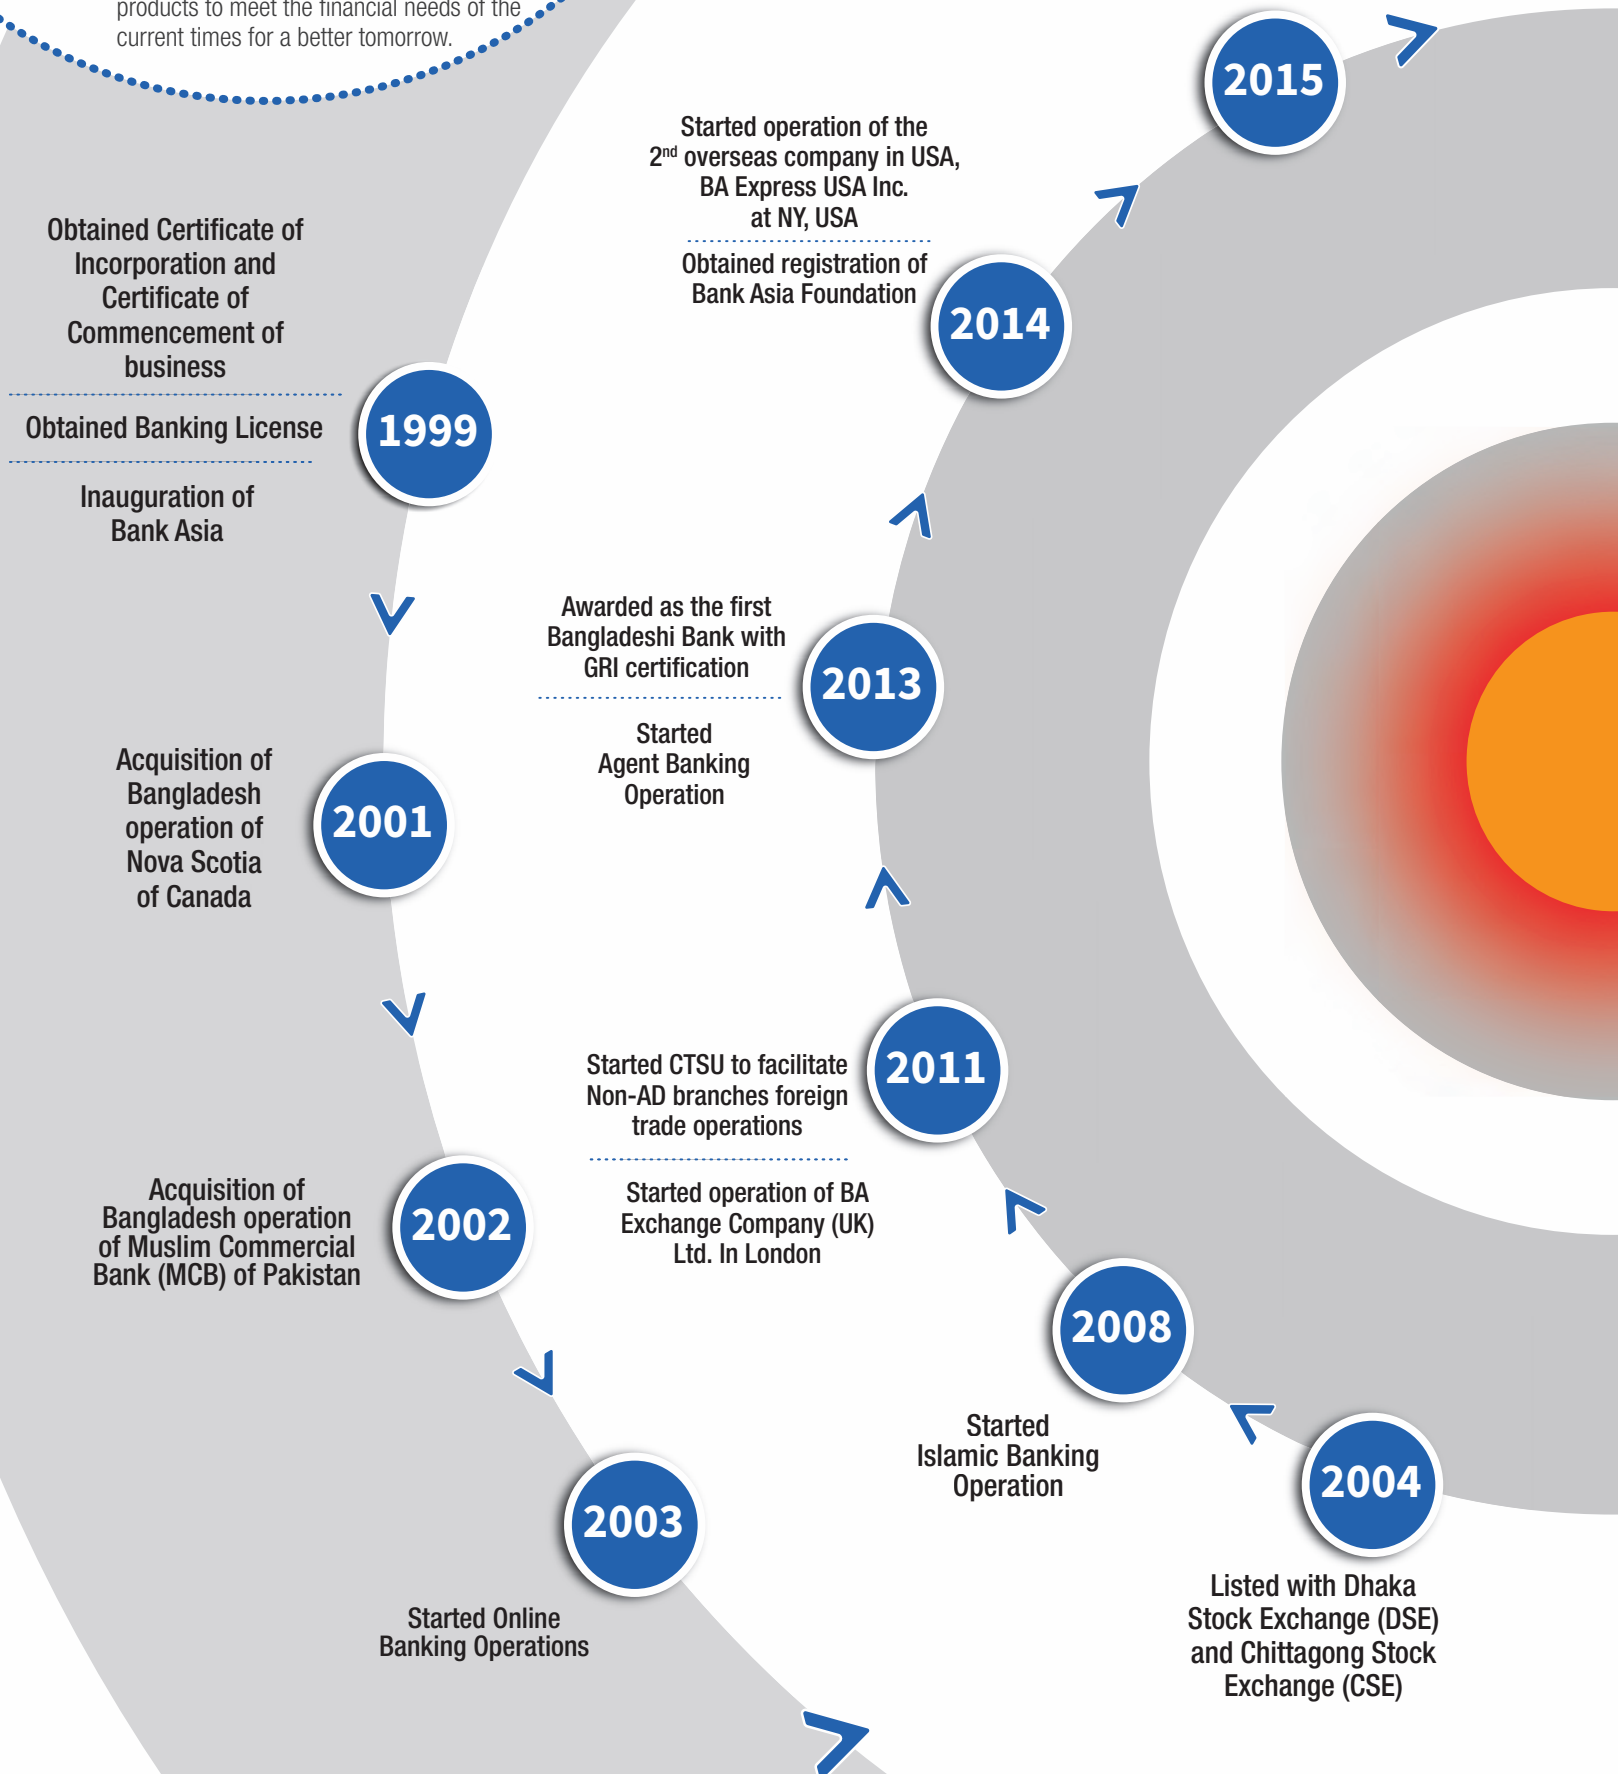 products to meet the financial needs of the
current times for a better tomorrow.
Obtained Certificate of
Incorporation and
Certificate of
Commencement of
business
Obtained Banking License
Inauguration of
Bank Asia
1999
Acquisition of
Bangladesh
operation of
Nova Scotia
of Canada
2001
Acquisition of
Bangladesh operation
of Muslim Commercial
Bank (MCB) of Pakistan
2002
2003
Started Online
Banking Operations
2004
Listed with Dhaka
Stock Exchange (DSE)
and Chittagong Stock
Exchange (CSE)
2008
Started
Islamic Banking
Operation
2011
Started CTSU to facilitate
Non-AD branches foreign
trade operations
Started operation of BA
Exchange Company (UK)
Ltd. In London
Awarded as the first
Bangladeshi Bank with
GRI certification
2013
Started
Agent Banking
Operation
Started operation of the
2nd overseas company in USA,
BA Express USA Inc.
at NY, USA
Obtained registration of
Bank Asia Foundation
2014
2015